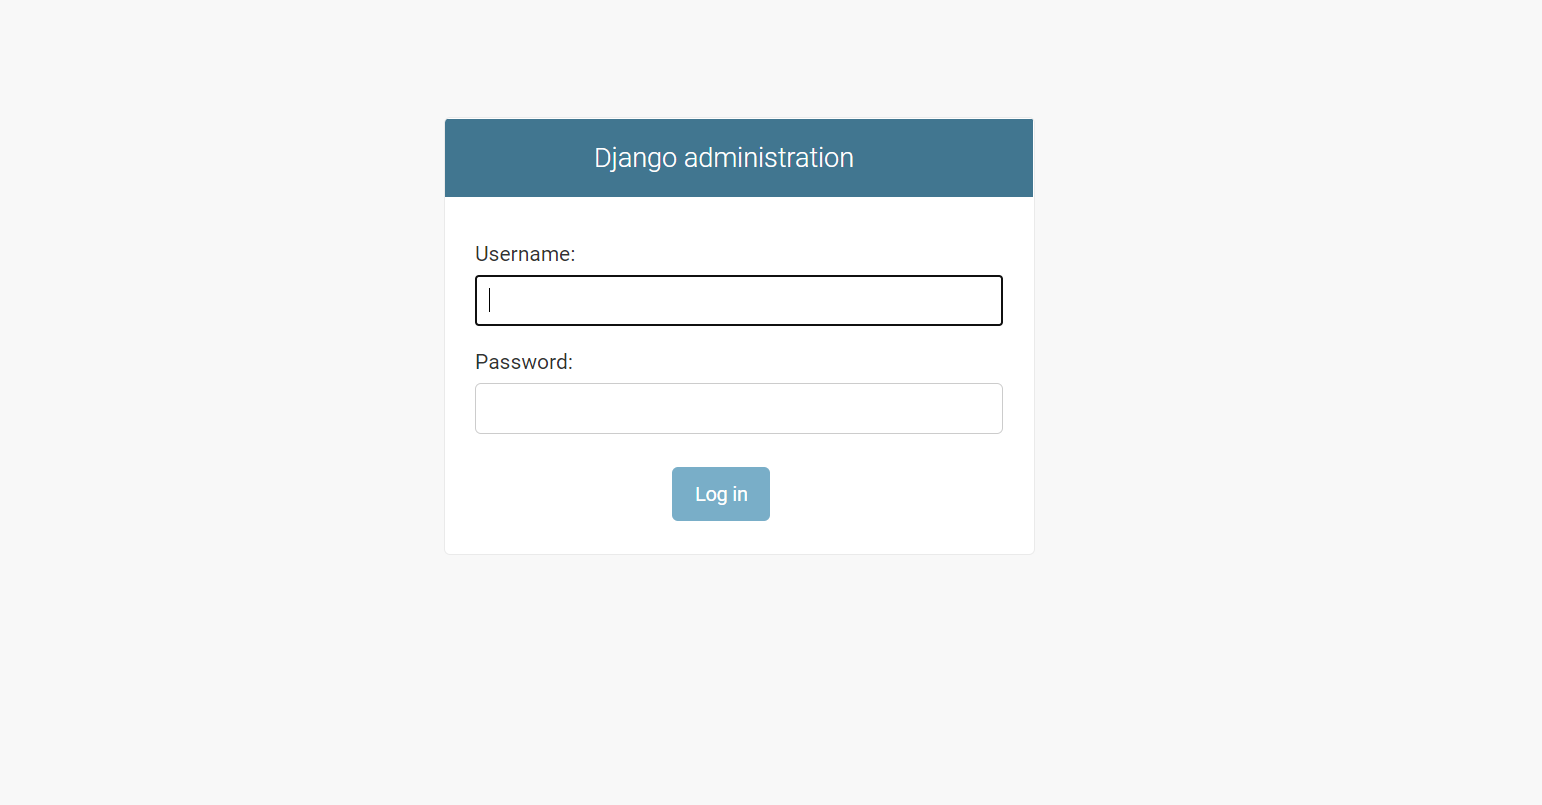 Django administration
Username:
Password:
Log in